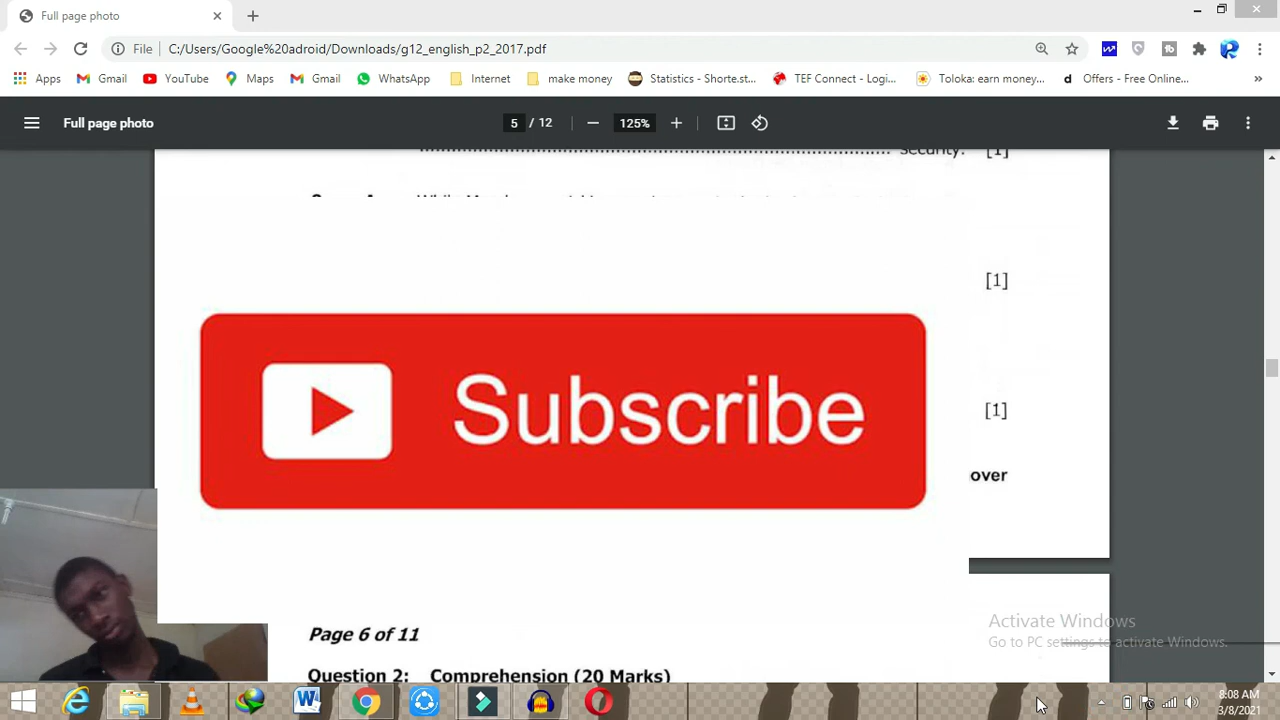 Full page photo
File C:/Users/Google%20adroid/Downloads/g12_english_p2_2017.pdf
Apps Gmail YouTube Maps Gmail WhatsApp Internet make money Statistics - Shorte.st... TEF Connect - Logi... Toloka: earn money... Offers - Free Online... »
Full page photo 5 / 12 125%
security. [1]
[1]
Subscribe
[1]
over
Activate Windows
Go to PC settings to activate Windows.
Page 6 of 11
Question 2: Comprehension (20 Marks)
8:08 AM
3/8/2021